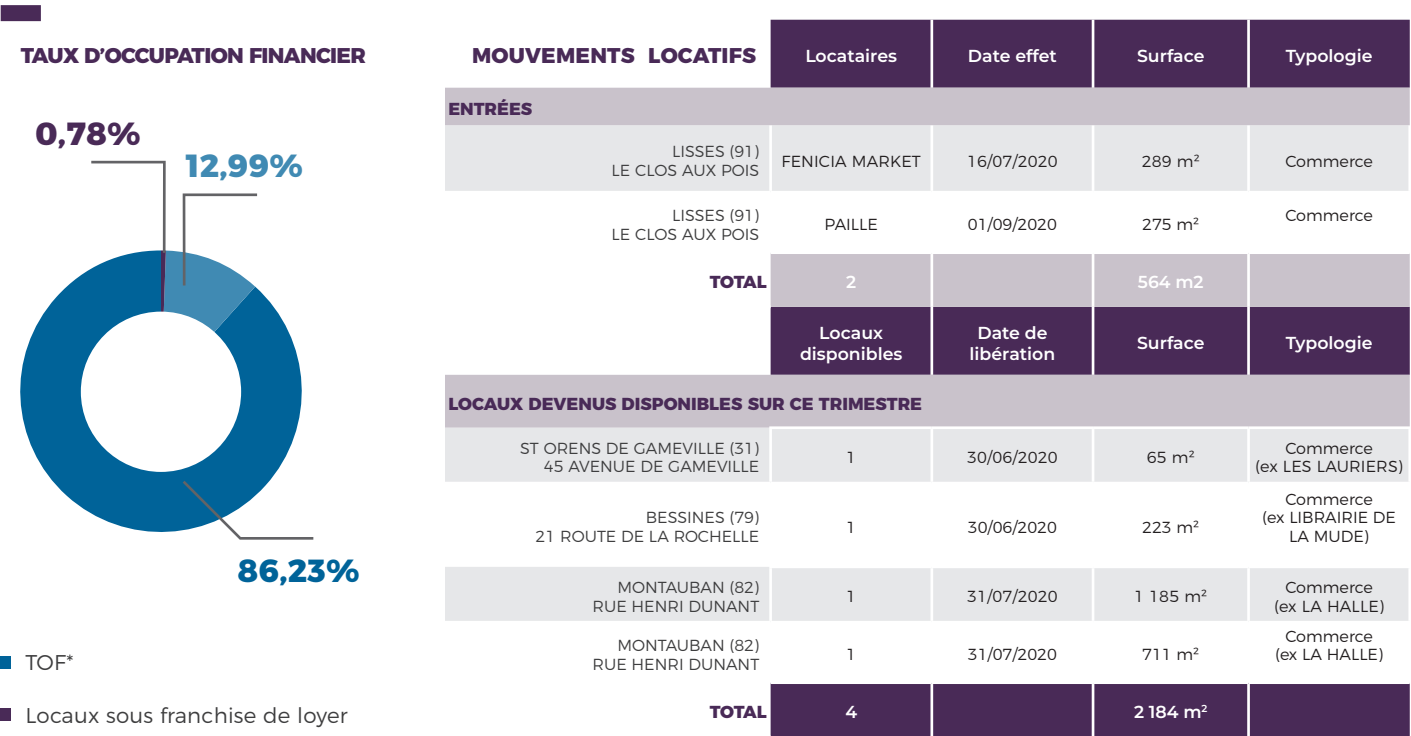 TAUX D'OCCUPATION FINANCIER
0,78%
12,99%
86,23%
TOF*
Locaux sous franchise de loyer
MOUVEMENTS LOCATIFS Locataires Date effet Surface Typologie
ENTRÉES
LISSES (91)
LE CLOS AUX POIS
FENICIA MARKET 16/07/2020 289 m² Commerce
LISSES (91)
LE CLOS AUX POIS
PAILLE 01/09/2020 275 m² Commerce
TOTAL 2 564 m2
Locaux
disponibles
Date de
libération
Surface Typologie
LOCAUX DEVENUS DISPONIBLES SUR CE TRIMESTRE
ST ORENS DE GAMEVILLE (31)
45 AVENUE DE GAMEVILLE
1 30/06/2020 65 m²
Commerce
(ex LES LAURIERS)
BESSINES (79)
21 ROUTE DE LA ROCHELLE
1 30/06/2020 223 m²
Commerce
(ex LIBRAIRIE DE
LA MUDE)
MONTAUBAN (82)
RUE HENRI DUNANT
1 31/07/2020 1 185 m²
Commerce
(ex LA HALLE)
MONTAUBAN (82)
RUE HENRI DUNANT
1 31/07/2020 711 m²
Commerce
(ex LA HALLE)
TOTAL 4 2 184 m²